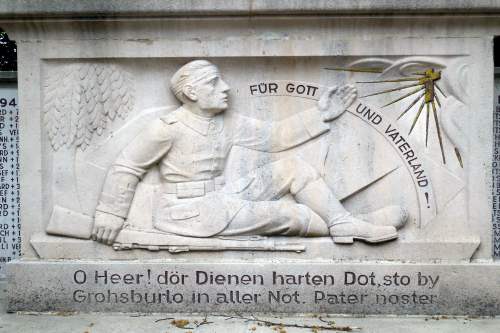 FÜR GOTT
UND VATERLAND!
O Heer! dör Dienen harten Dot, sto by
Grohsburlo in aller Not. Pater noster